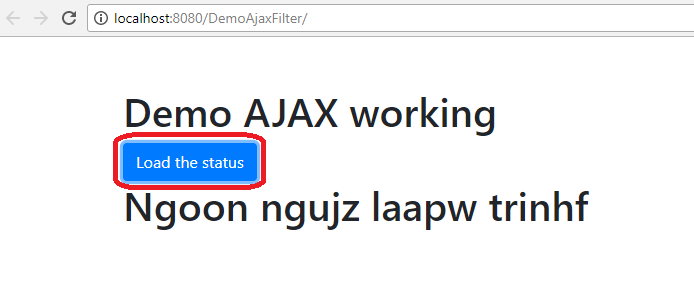 localhost:8080/DemoAjaxFilter/
Demo AJAX working
Load the status
Ngoon ngujz laapw trinhf